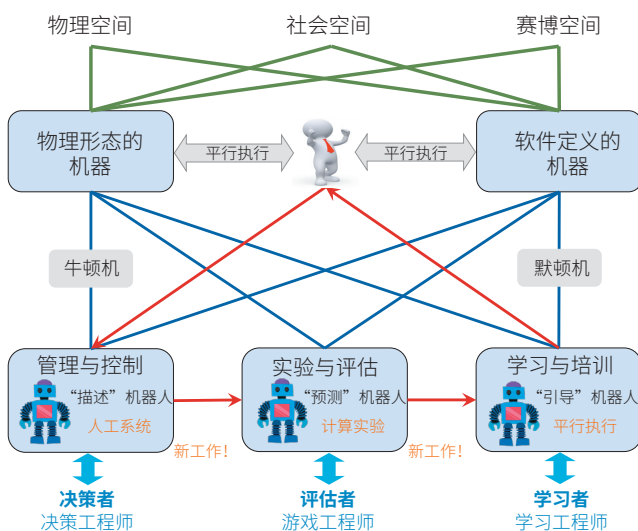 物理空间
社会空间
赛博空间
物理形态的
机器
平行执行
平行执行
软件定义的
机器
牛顿机
默顿机
管理与控制
“描述”机器人
人工系统
实验与评估
“预测”机器人
计算实验
学习与培训
“引导”机器人
平行执行
新工作!
新工作!
决策者
决策工程师
评估者
游戏工程师
学习者
学习工程师